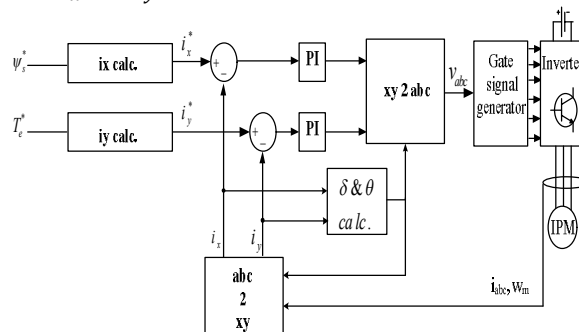 ψs* ix calc. ix* + − PI
Te* iy calc. iy* + − PI
xy 2 abc
vabc
Gate
signal
generator
+ -
Inverter
δ & θ
calc.
ix iy
abc
2
xy
iabc, wm
IPM